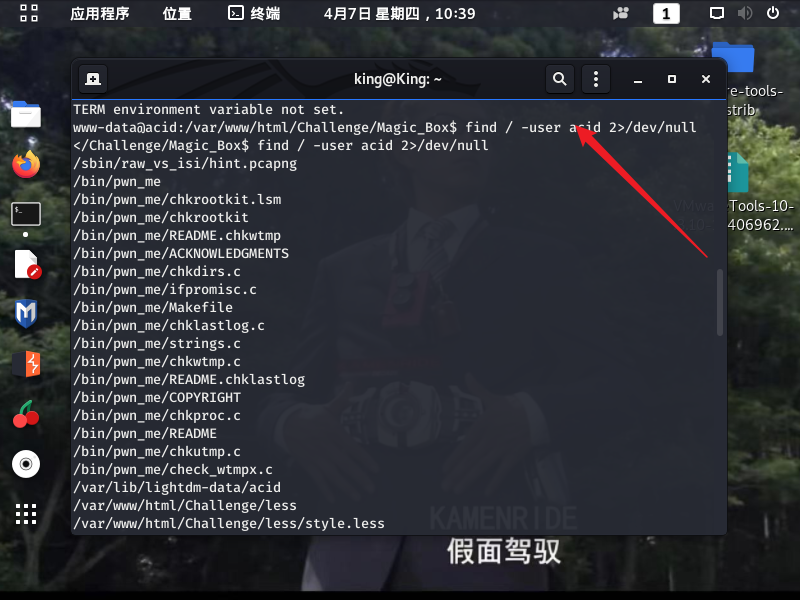 应用程序
位置
终端
4月7日 星期四，10:39
1
king@King: ~
TERM environment variable not set.
www-data@acid:/var/www/html/Challenge/Magic_Box$ find / -user acid 2>/dev/null
</Challenge/Magic_Box$ find / -user acid 2>/dev/null
/sbin/raw_vs_isi/hint.pcapng
/bin/pwn_me
/bin/pwn_me/chkrootkit.lsm
/bin/pwn_me/chkrootkit
/bin/pwn_me/README.chkwtmp
/bin/pwn_me/ACKNOWLEDGMENTS
/bin/pwn_me/chkdirs.c
/bin/pwn_me/ifpromisc.c
/bin/pwn_me/Makefile
/bin/pwn_me/chklastlog.c
/bin/pwn_me/strings.c
/bin/pwn_me/chkwtmp.c
/bin/pwn_me/README.chklastlog
/bin/pwn_me/COPYRIGHT
/bin/pwn_me/chkproc.c
/bin/pwn_me/README
/bin/pwn_me/chkutmp.c
/bin/pwn_me/check_wtmpx.c
/var/lib/lightdm-data/acid
/var/www/html/Challenge/less
/var/www/html/Challenge/less/style.less
re-tools-
strib
VMwareTools-10-
406962....
KAMENRIDE
假面驾驭